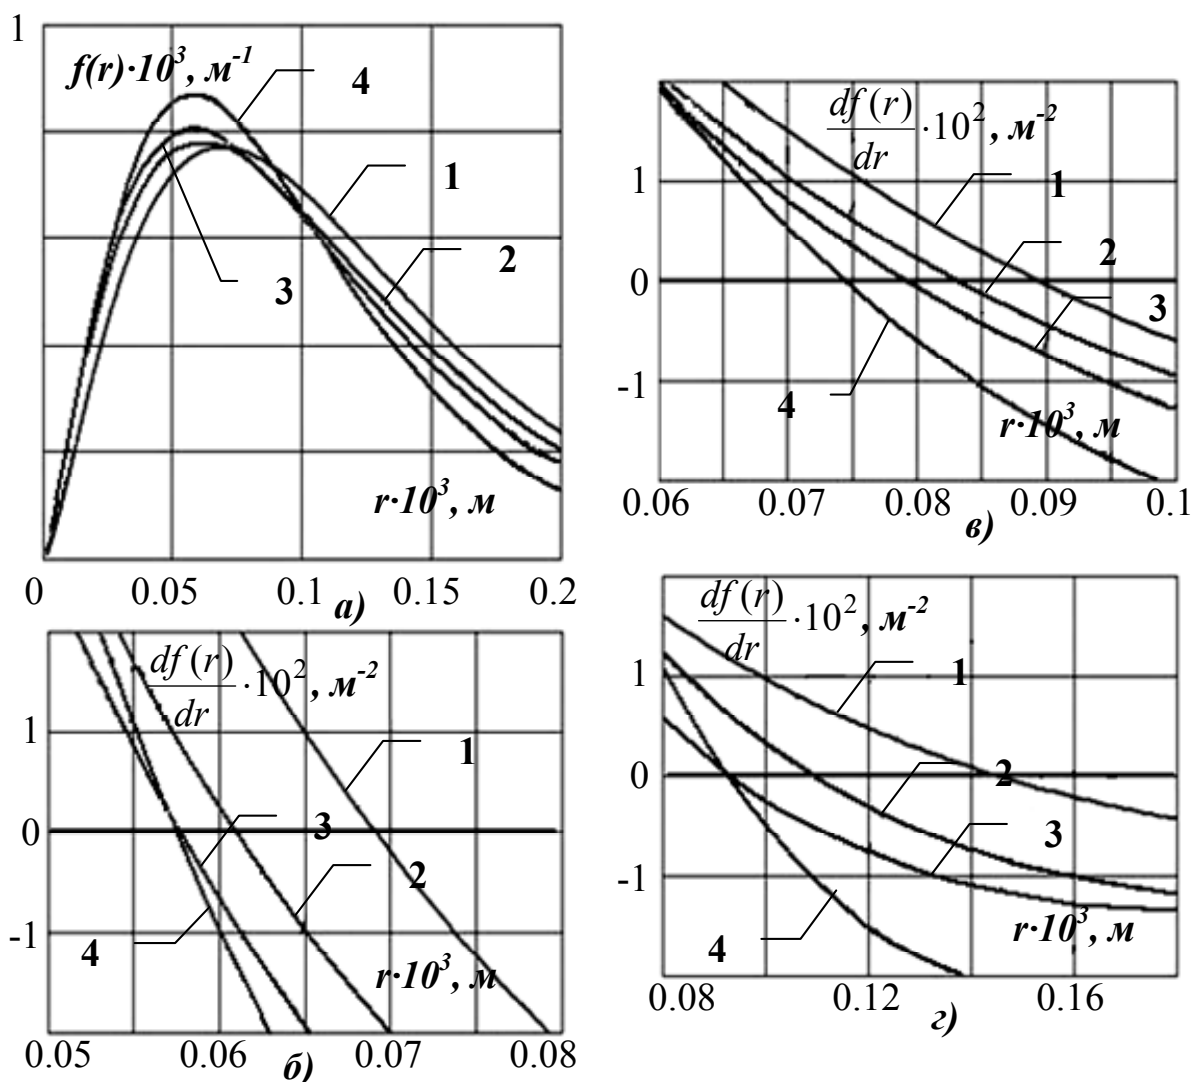 1
f(r)·10³, м⁻¹
4
1
2
3
r·10³, м
0 0.05 0.1 0.15 0.2
а)
df(r)/dr ·10², м⁻²
1
1
2
0
3
-1
4
r·10³, м
0.06 0.07 0.08 0.09 0.1
в)
df(r)/dr ·10², м⁻²
1
1
0
3
2
-1
4
r·10³, м
0.05 0.06 0.07 0.08
б)
df(r)/dr ·10², м⁻²
1
1
0
2
3
-1
4
r·10³, м
0.08 0.12 0.16
г)